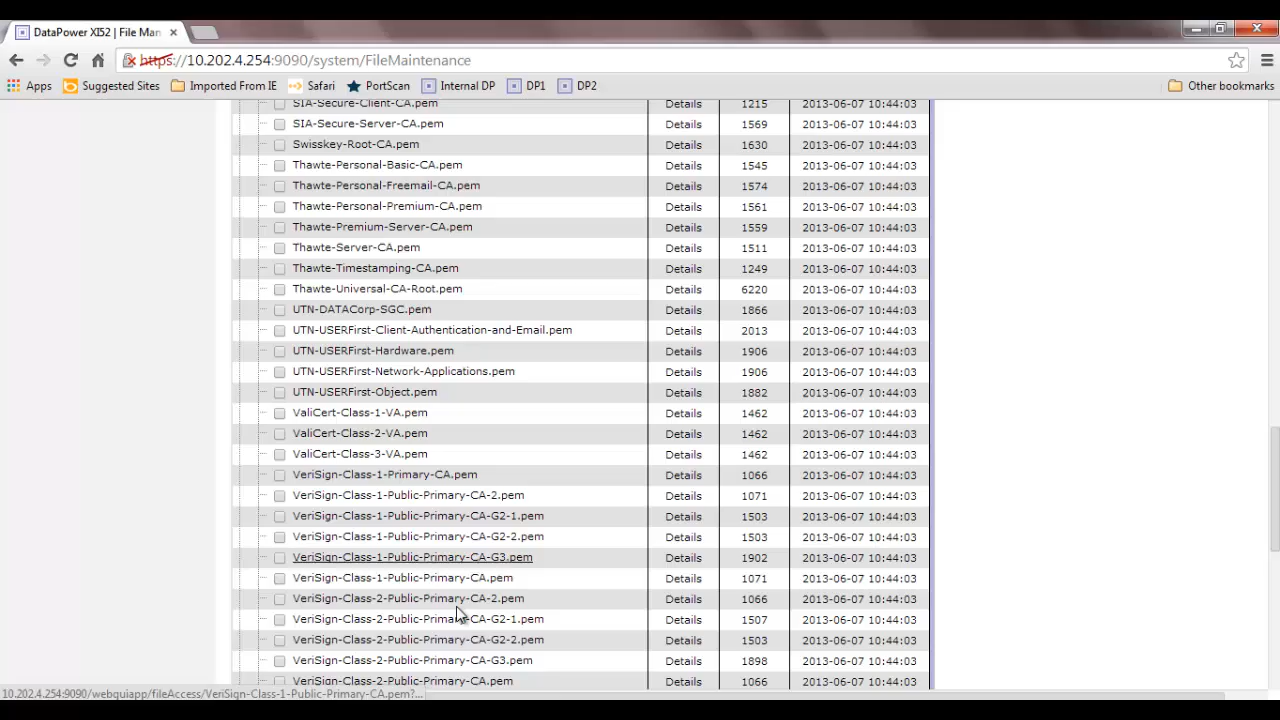 DataPower XI52 | File Man
https://10.202.4.254:9090/system/FileMaintenance
Apps Suggested Sites Imported From IE Safari PortScan Internal DP DP1 DP2 Other bookmarks
SIA-Secure-Client-CA.pem Details 1215 2013-06-07 10:44:03
SIA-Secure-Server-CA.pem Details 1569 2013-06-07 10:44:03
Swisskey-Root-CA.pem Details 1630 2013-06-07 10:44:03
Thawte-Personal-Basic-CA.pem Details 1545 2013-06-07 10:44:03
Thawte-Personal-Freemail-CA.pem Details 1574 2013-06-07 10:44:03
Thawte-Personal-Premium-CA.pem Details 1561 2013-06-07 10:44:03
Thawte-Premium-Server-CA.pem Details 1559 2013-06-07 10:44:03
Thawte-Server-CA.pem Details 1511 2013-06-07 10:44:03
Thawte-Timestamping-CA.pem Details 1249 2013-06-07 10:44:03
Thawte-Universal-CA-Root.pem Details 6220 2013-06-07 10:44:03
UTN-DATACorp-SGC.pem Details 1866 2013-06-07 10:44:03
UTN-USERFirst-Client-Authentication-and-Email.pem Details 2013 2013-06-07 10:44:03
UTN-USERFirst-Hardware.pem Details 1906 2013-06-07 10:44:03
UTN-USERFirst-Network-Applications.pem Details 1906 2013-06-07 10:44:03
UTN-USERFirst-Object.pem Details 1882 2013-06-07 10:44:03
ValiCert-Class-1-VA.pem Details 1462 2013-06-07 10:44:03
ValiCert-Class-2-VA.pem Details 1462 2013-06-07 10:44:03
ValiCert-Class-3-VA.pem Details 1462 2013-06-07 10:44:03
VeriSign-Class-1-Primary-CA.pem Details 1066 2013-06-07 10:44:03
VeriSign-Class-1-Public-Primary-CA-2.pem Details 1071 2013-06-07 10:44:03
VeriSign-Class-1-Public-Primary-CA-G2-1.pem Details 1503 2013-06-07 10:44:03
VeriSign-Class-1-Public-Primary-CA-G2-2.pem Details 1503 2013-06-07 10:44:03
VeriSign-Class-1-Public-Primary-CA-G3.pem Details 1902 2013-06-07 10:44:03
VeriSign-Class-1-Public-Primary-CA.pem Details 1071 2013-06-07 10:44:03
VeriSign-Class-2-Public-Primary-CA-2.pem Details 1066 2013-06-07 10:44:03
VeriSign-Class-2-Public-Primary-CA-G2-1.pem Details 1507 2013-06-07 10:44:03
VeriSign-Class-2-Public-Primary-CA-G2-2.pem Details 1503 2013-06-07 10:44:03
VeriSign-Class-2-Public-Primary-CA-G3.pem Details 1898 2013-06-07 10:44:03
VeriSign-Class-2-Public-Primary-CA.pem Details 1066 2013-06-07 10:44:03
10.202.4.254:9090/webguiapp/fileAccess/VeriSign-Class-1-Public-Primary-CA.pem?...